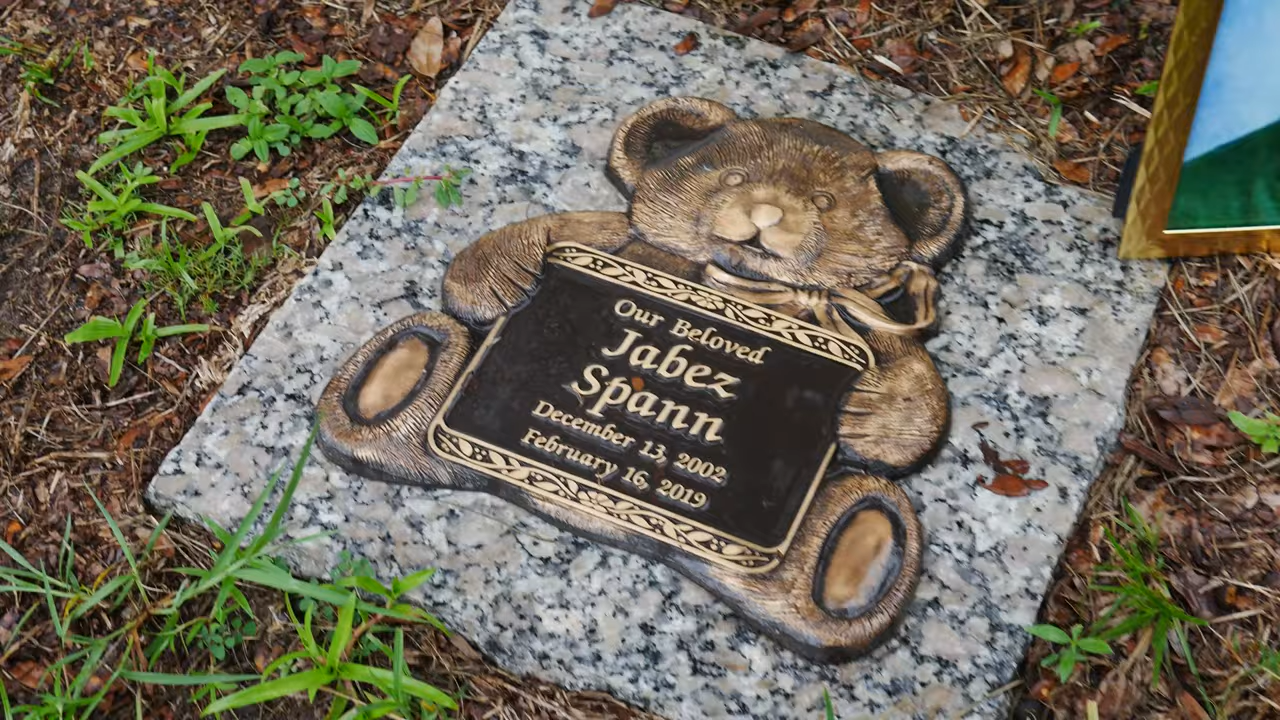 Our Beloved
Jabez
Spann
December 13, 2002
February 16, 2019